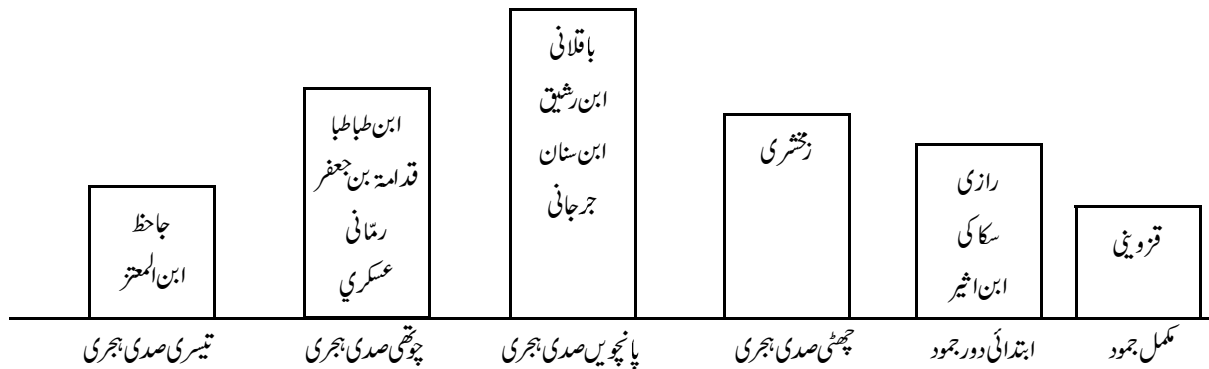 باقلانی
ابن رشیق
ابن سنان
جرجانی
ابن طباطبا
قدامۃ بن جعفر
رمّانی
عسكري
زمخشری
رازی
سکاکی
ابن اثیر
جاحظ
ابن المعتز
قزوینی
تیسری صدی ہجری
چوتھی صدی ہجری
پانچویں صدی ہجری
چھٹی صدی ہجری
ابتدائی دور جمود
مکمل جمود